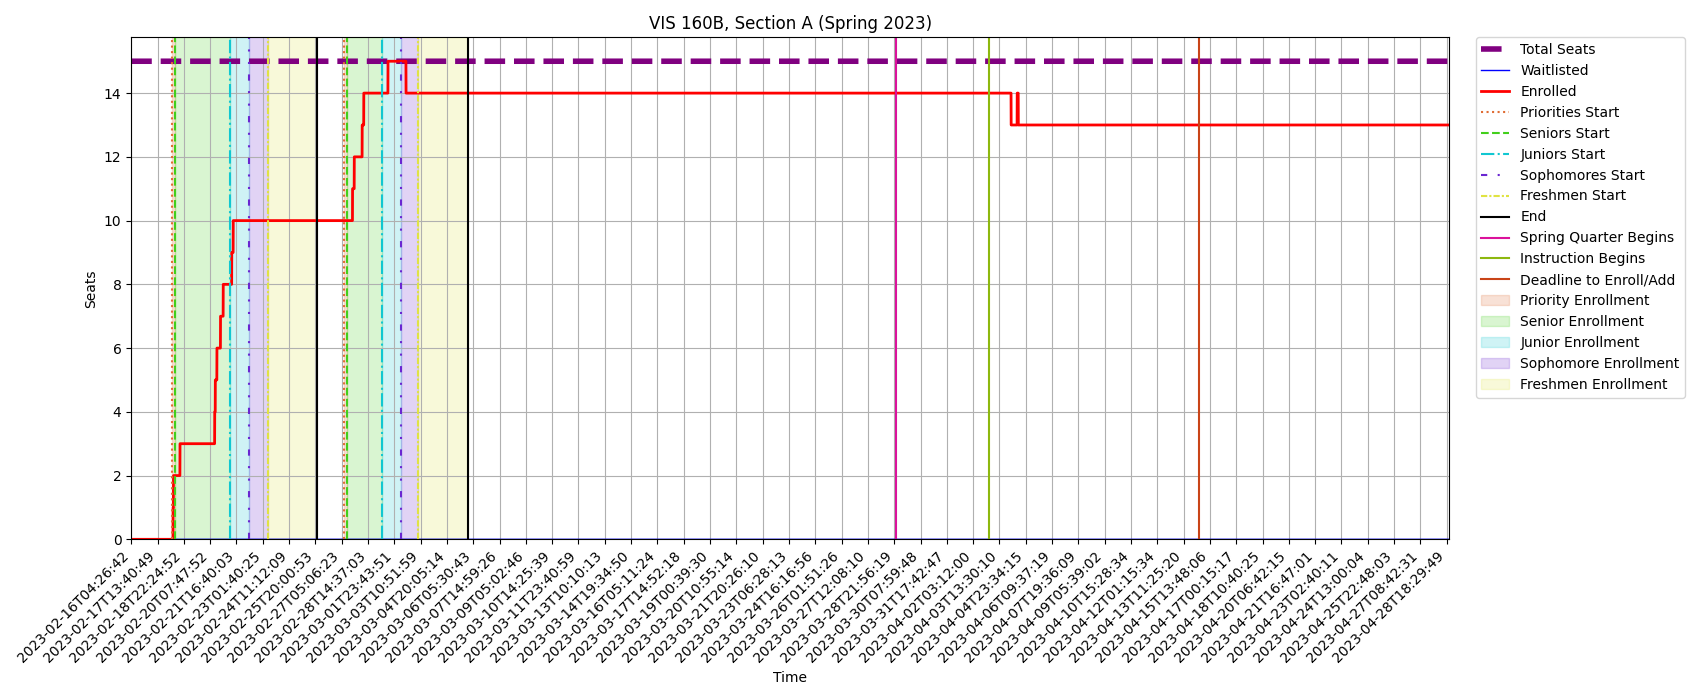 VIS 160B, Section A (Spring 2023)
Seats
14
12
10
8
6
4
2
0
2023-02-16T04:26:42
2023-02-17T13:40:49
2023-02-18T22:24:52
2023-02-20T07:47:52
2023-02-21T16:40:03
2023-02-23T01:40:25
2023-02-24T11:12:09
2023-02-25T20:00:53
2023-02-27T05:06:23
2023-02-28T14:37:03
2023-03-01T23:43:51
2023-03-03T10:51:59
2023-03-04T20:05:14
2023-03-06T05:30:43
2023-03-07T14:59:26
2023-03-09T05:02:46
2023-03-10T14:25:39
2023-03-11T23:40:59
2023-03-13T10:10:13
2023-03-14T19:34:50
2023-03-16T05:11:24
2023-03-17T14:52:18
2023-03-19T00:39:30
2023-03-20T10:55:14
2023-03-21T20:26:10
2023-03-23T06:28:13
2023-03-24T16:16:56
2023-03-26T01:51:26
2023-03-27T12:08:10
2023-03-28T21:56:19
2023-03-30T07:59:48
2023-03-31T17:42:47
2023-04-02T03:12:00
2023-04-03T13:30:10
2023-04-04T23:34:15
2023-04-06T09:37:19
2023-04-07T19:36:09
2023-04-09T05:39:02
2023-04-10T15:28:34
2023-04-12T01:15:34
2023-04-13T11:25:20
2023-04-15T13:48:06
2023-04-17T00:15:17
2023-04-18T10:40:25
2023-04-20T06:42:15
2023-04-21T16:47:01
2023-04-23T02:40:11
2023-04-24T13:00:04
2023-04-25T22:48:03
2023-04-27T08:42:31
2023-04-28T18:29:49
Time
Total Seats
Waitlisted
Enrolled
Priorities Start
Seniors Start
Juniors Start
Sophomores Start
Freshmen Start
End
Spring Quarter Begins
Instruction Begins
Deadline to Enroll/Add
Priority Enrollment
Senior Enrollment
Junior Enrollment
Sophomore Enrollment
Freshmen Enrollment